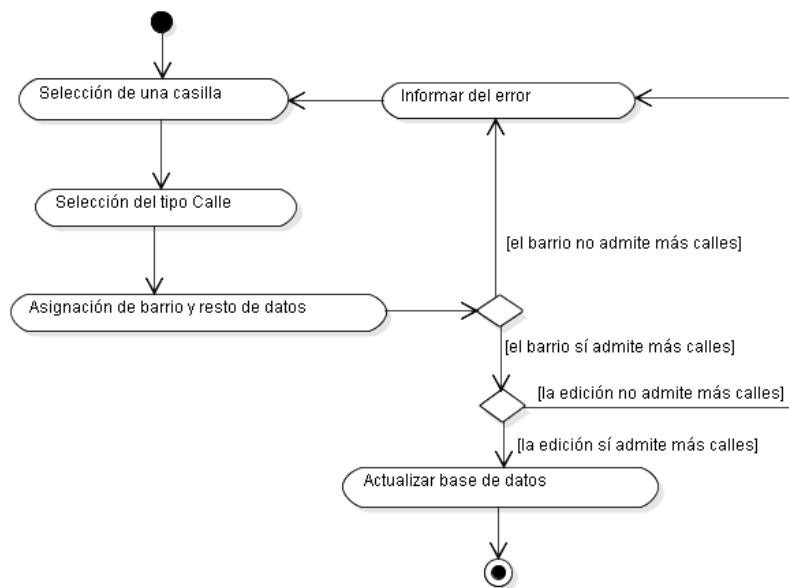 Selección de una casilla
Informar del error
Selección del tipo Calle
[el barrio no admite más calles]
Asignación de barrio y resto de datos
[el barrio sí admite más calles]
[la edición no admite más calles]
[la edición sí admite más calles]
Actualizar base de datos